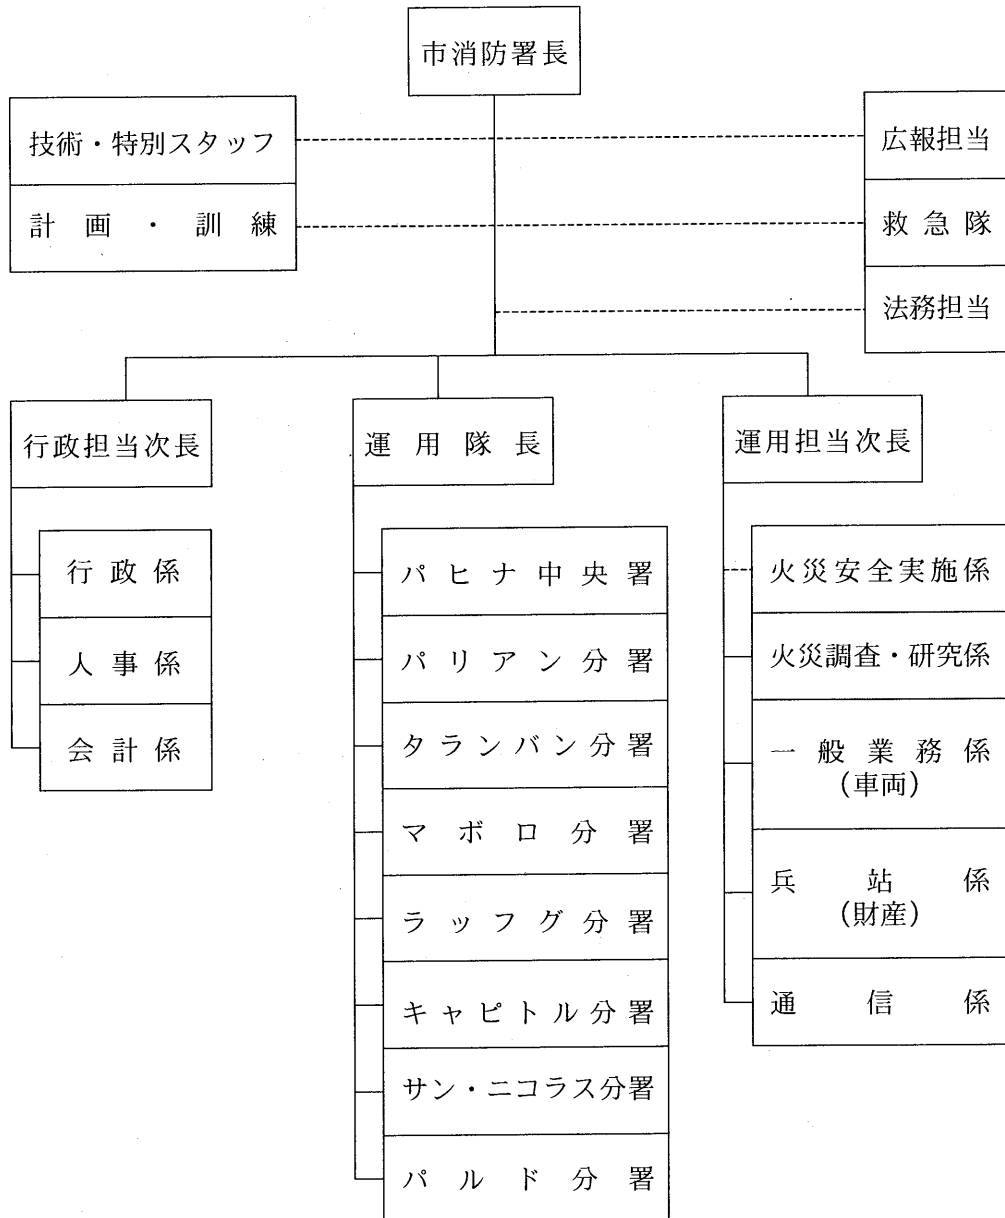 市消防署長
技術・特別スタッフ
計画・訓練
広報担当
救急隊
法務担当
行政担当次長
行政係
人事係
会計係
運用隊長
パヒナ中央署
パリアン分署
タランバン分署
マボロ分署
ラッフグ分署
キャピトル分署
サン・ニコラス分署
パルド分署
運用担当次長
火災安全実施係
火災調査・研究係
一般業務係
(車両)
兵站係
(財産)
通信係